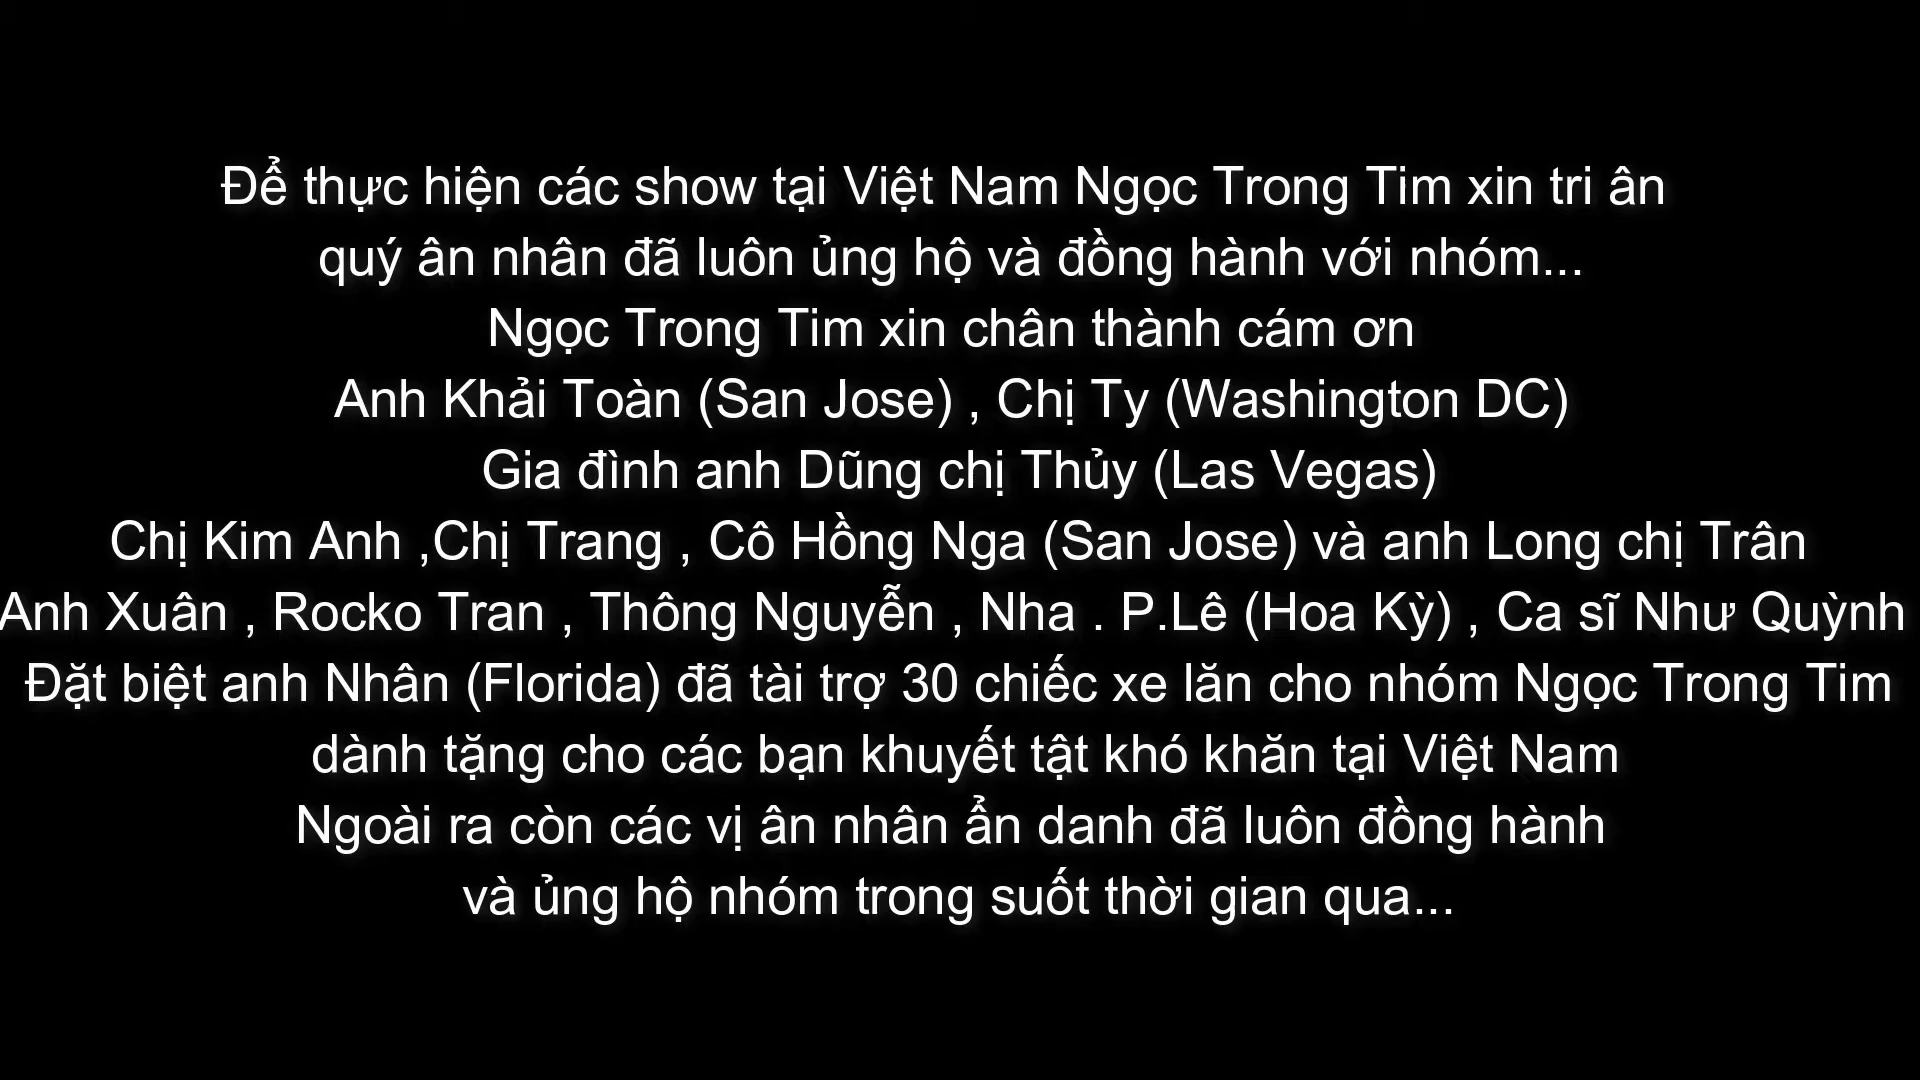 Để thực hiện các show tại Việt Nam Ngọc Trong Tim xin tri ân
quý ân nhân đã luôn ủng hộ và đồng hành với nhóm...
Ngọc Trong Tim xin chân thành cám ơn
Anh Khải Toàn (San Jose) , Chị Ty (Washington DC)
Gia đình anh Dũng chị Thủy (Las Vegas)
Chị Kim Anh ,Chị Trang , Cô Hồng Nga (San Jose) và anh Long chị Trân
Anh Xuân , Rocko Tran , Thông Nguyễn , Nha . P.Lê (Hoa Kỳ) , Ca sĩ Như Quỳnh
Đặt biệt anh Nhân (Florida) đã tài trợ 30 chiếc xe lăn cho nhóm Ngọc Trong Tim
dành tặng cho các bạn khuyết tật khó khăn tại Việt Nam
Ngoài ra còn các vị ân nhân ẩn danh đã luôn đồng hành
và ủng hộ nhóm trong suốt thời gian qua...